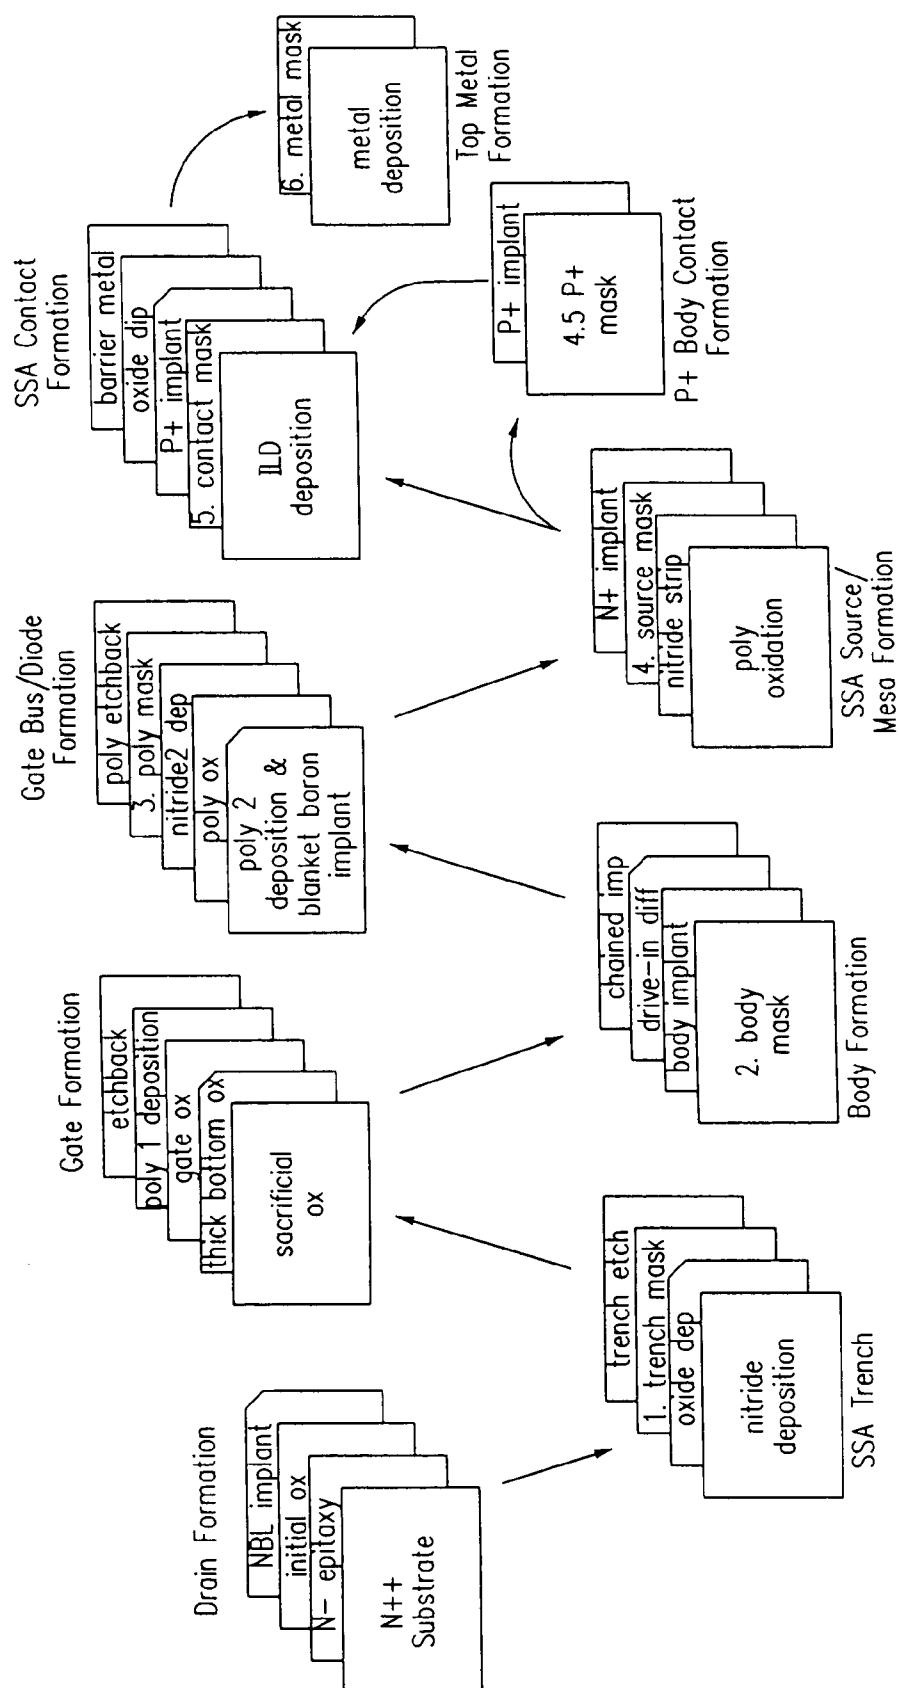 Drain Formation
NBL implant
initial ox
N- epitaxy
N++
Substrate
trench etch
1. trench mask
oxide dep
nitride
deposition
SSA Trench
Gate Formation
etchback
poly 1 deposition
gate ox
thick bottom ox
sacrificial
ox
chained imp
drive-in diff
body implant
2. body
mask
Body Formation
Gate Bus/Diode
Formation
poly etchback
3. poly mask
nitride2 dep
poly ox
poly 2
deposition &
blanket boron
implant
N+ implant
4. source mask
nitride strip
poly
oxidation
SSA Source/
Mesa Formation
SSA Contact
Formation
barrier metal
oxide dip
P+ implant
5. contact mask
ILD
deposition
P+ implant
4.5 P+
mask
P+ Body Contact
Formation
6. metal mask
metal
deposition
Top Metal
Formation